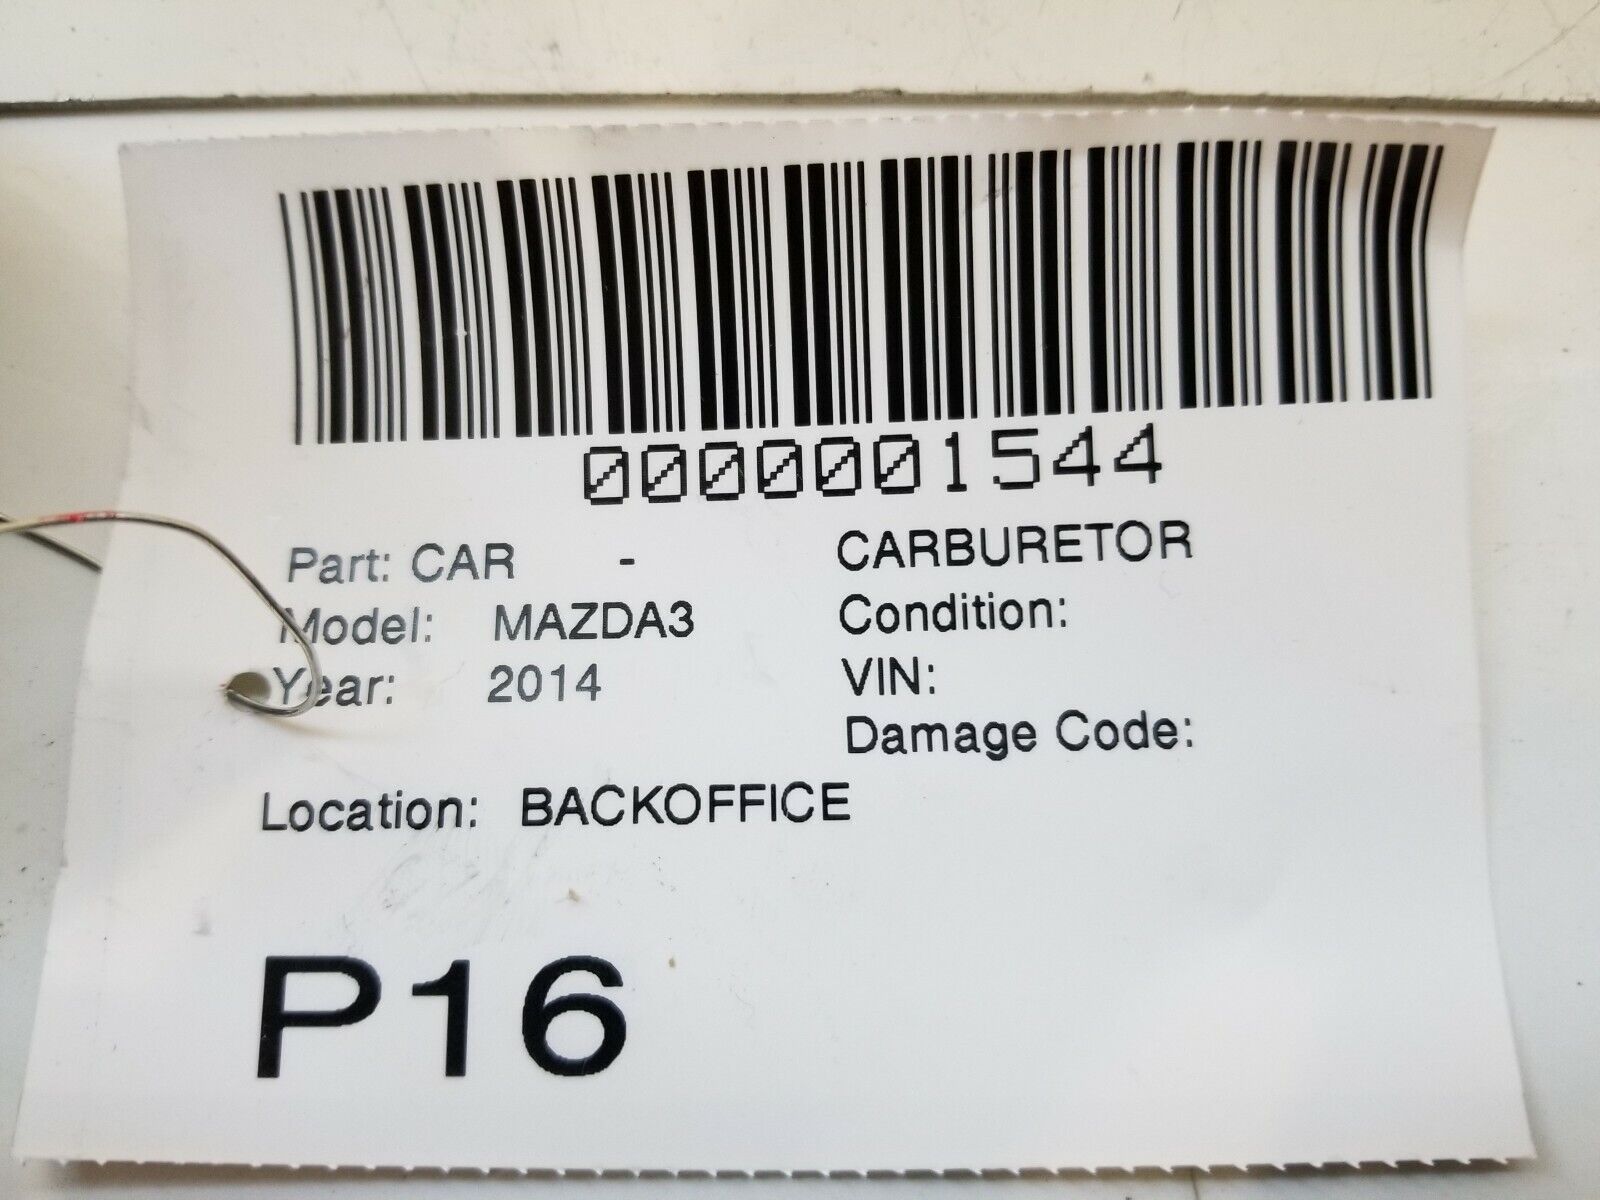 0000001544
Part: CAR - CARBURETOR
Model: MAZDA3 Condition:
Year: 2014 VIN:
Damage Code:
Location: BACKOFFICE
P16